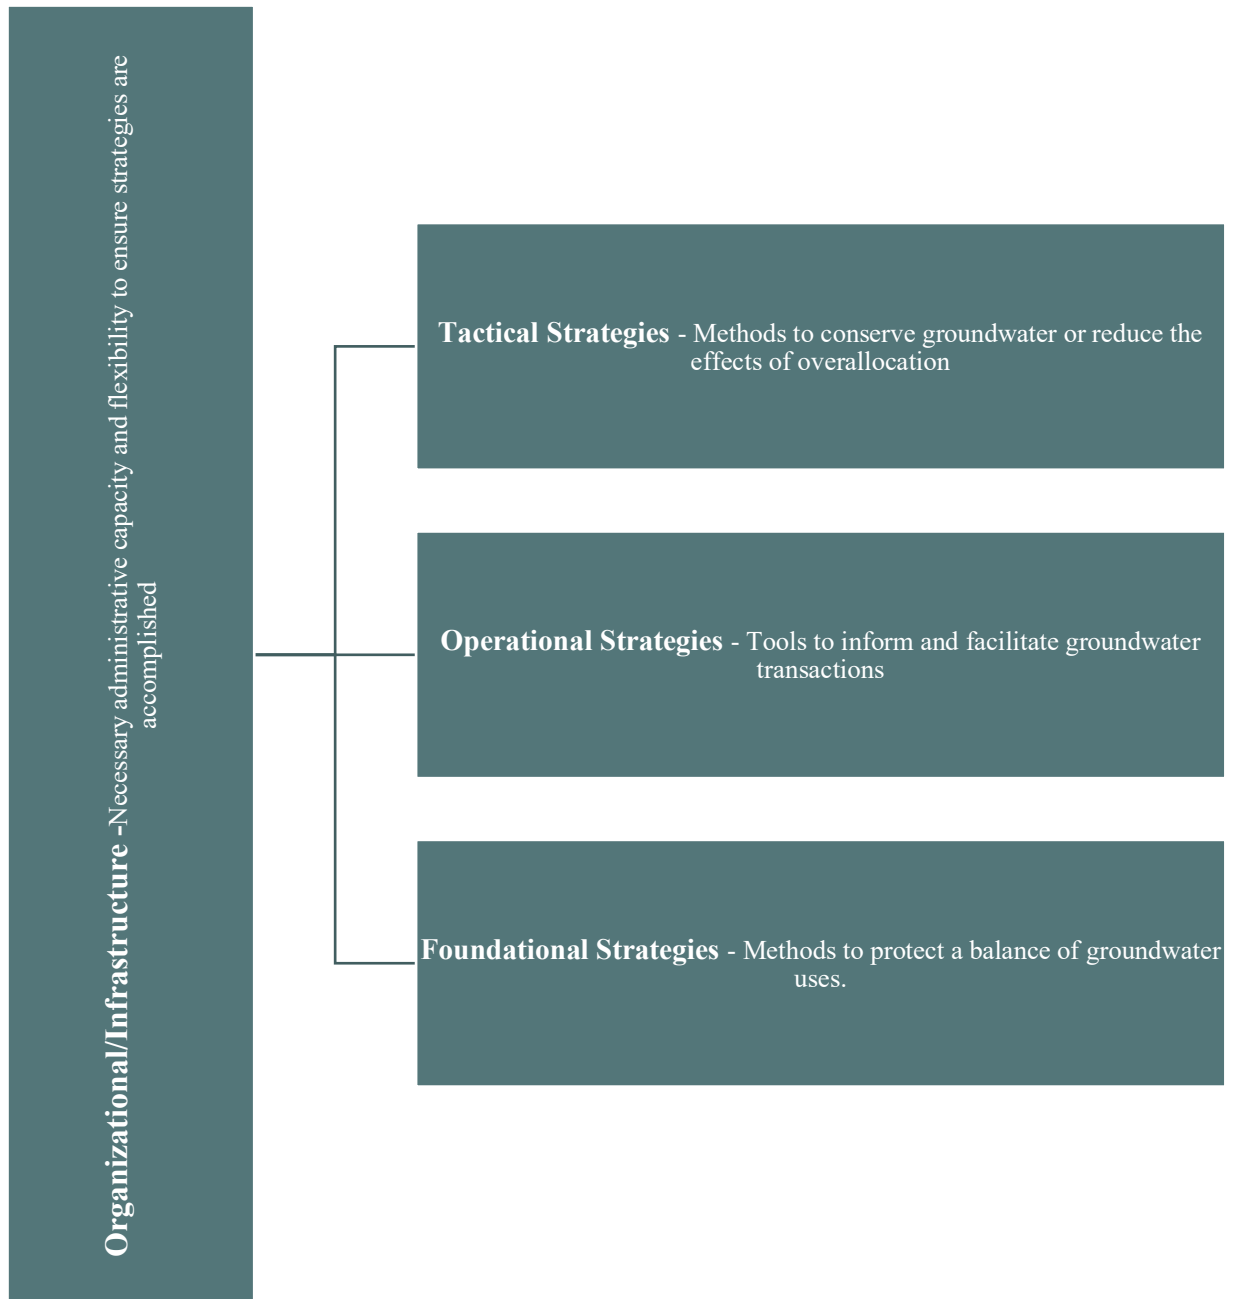 Organizational/Infrastructure -Necessary administrative capacity and flexibility to ensure strategies are
accomplished
Tactical Strategies - Methods to conserve groundwater or reduce the
effects of overallocation
Operational Strategies - Tools to inform and facilitate groundwater
transactions
Foundational Strategies - Methods to protect a balance of groundwater
uses.